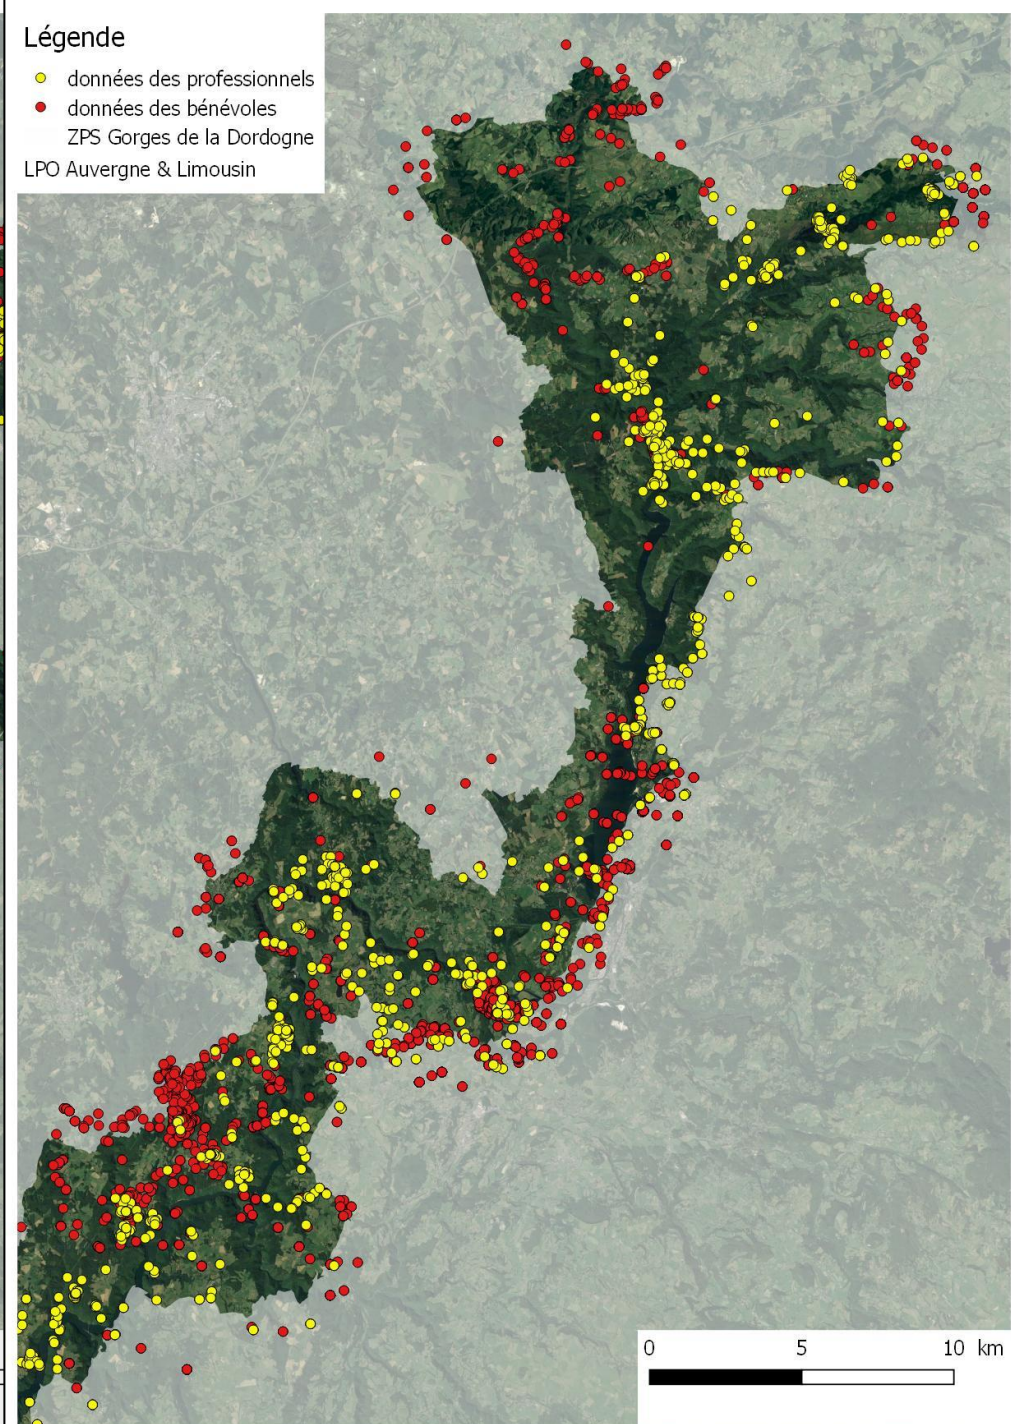 Légende
données des professionnels
données des bénévoles
ZPS Gorges de la Dordogne
LPO Auvergne & Limousin
0 5 10 km